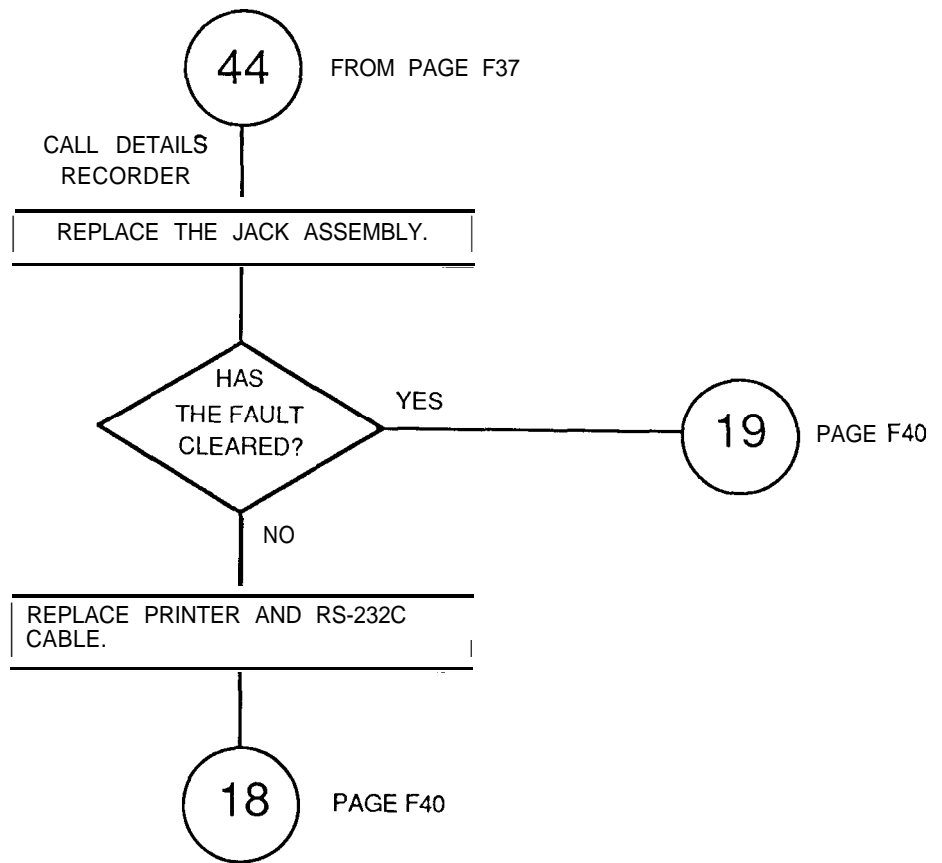 44
FROM PAGE F37
CALL DETAILS
RECORDER
REPLACE THE JACK ASSEMBLY.
HAS
THE FAULT
CLEARED?
YES
19
PAGE F40
NO
REPLACE PRINTER AND RS-232C
CABLE.
18
PAGE F40